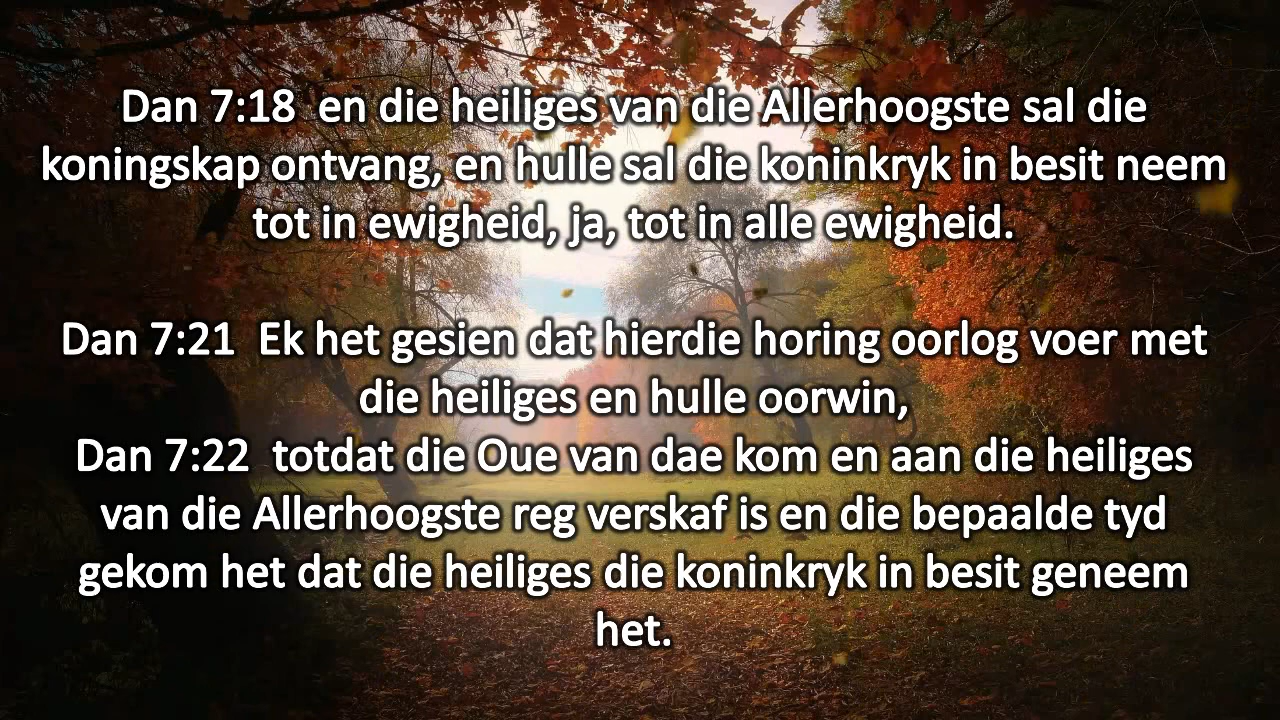 Dan 7:18  en die heiliges van die Allerhoogste sal die
koningskap ontvang, en hulle sal die koninkryk in besit neem
tot in ewigheid, ja, tot in alle ewigheid.
Dan 7:21  Ek het gesien dat hierdie horing oorlog voer met
die heiliges en hulle oorwin,
Dan 7:22  totdat die Oue van dae kom en aan die heiliges
van die Allerhoogste reg verskaf is en die bepaalde tyd
gekom het dat die heiliges die koninkryk in besit geneem
het.